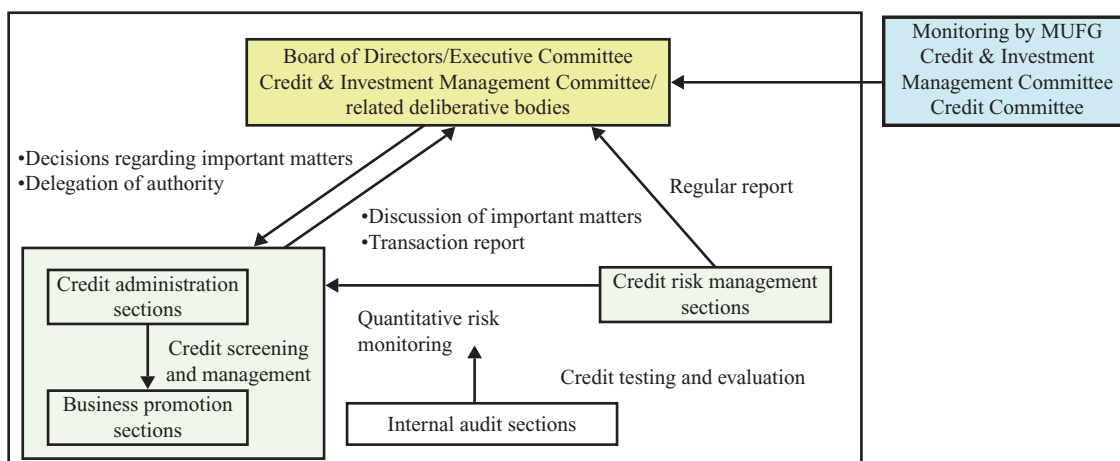 Board of Directors/Executive Committee
Credit & Investment Management Committee/
related deliberative bodies
Monitoring by MUFG
Credit & Investment
Management Committee
Credit Committee
•Decisions regarding important matters
•Delegation of authority
Regular report
•Discussion of important matters
•Transaction report
Credit administration
sections
Credit risk management
sections
Quantitative risk
monitoring
Credit screening
and management
Credit testing and evaluation
Business promotion
sections
Internal audit sections